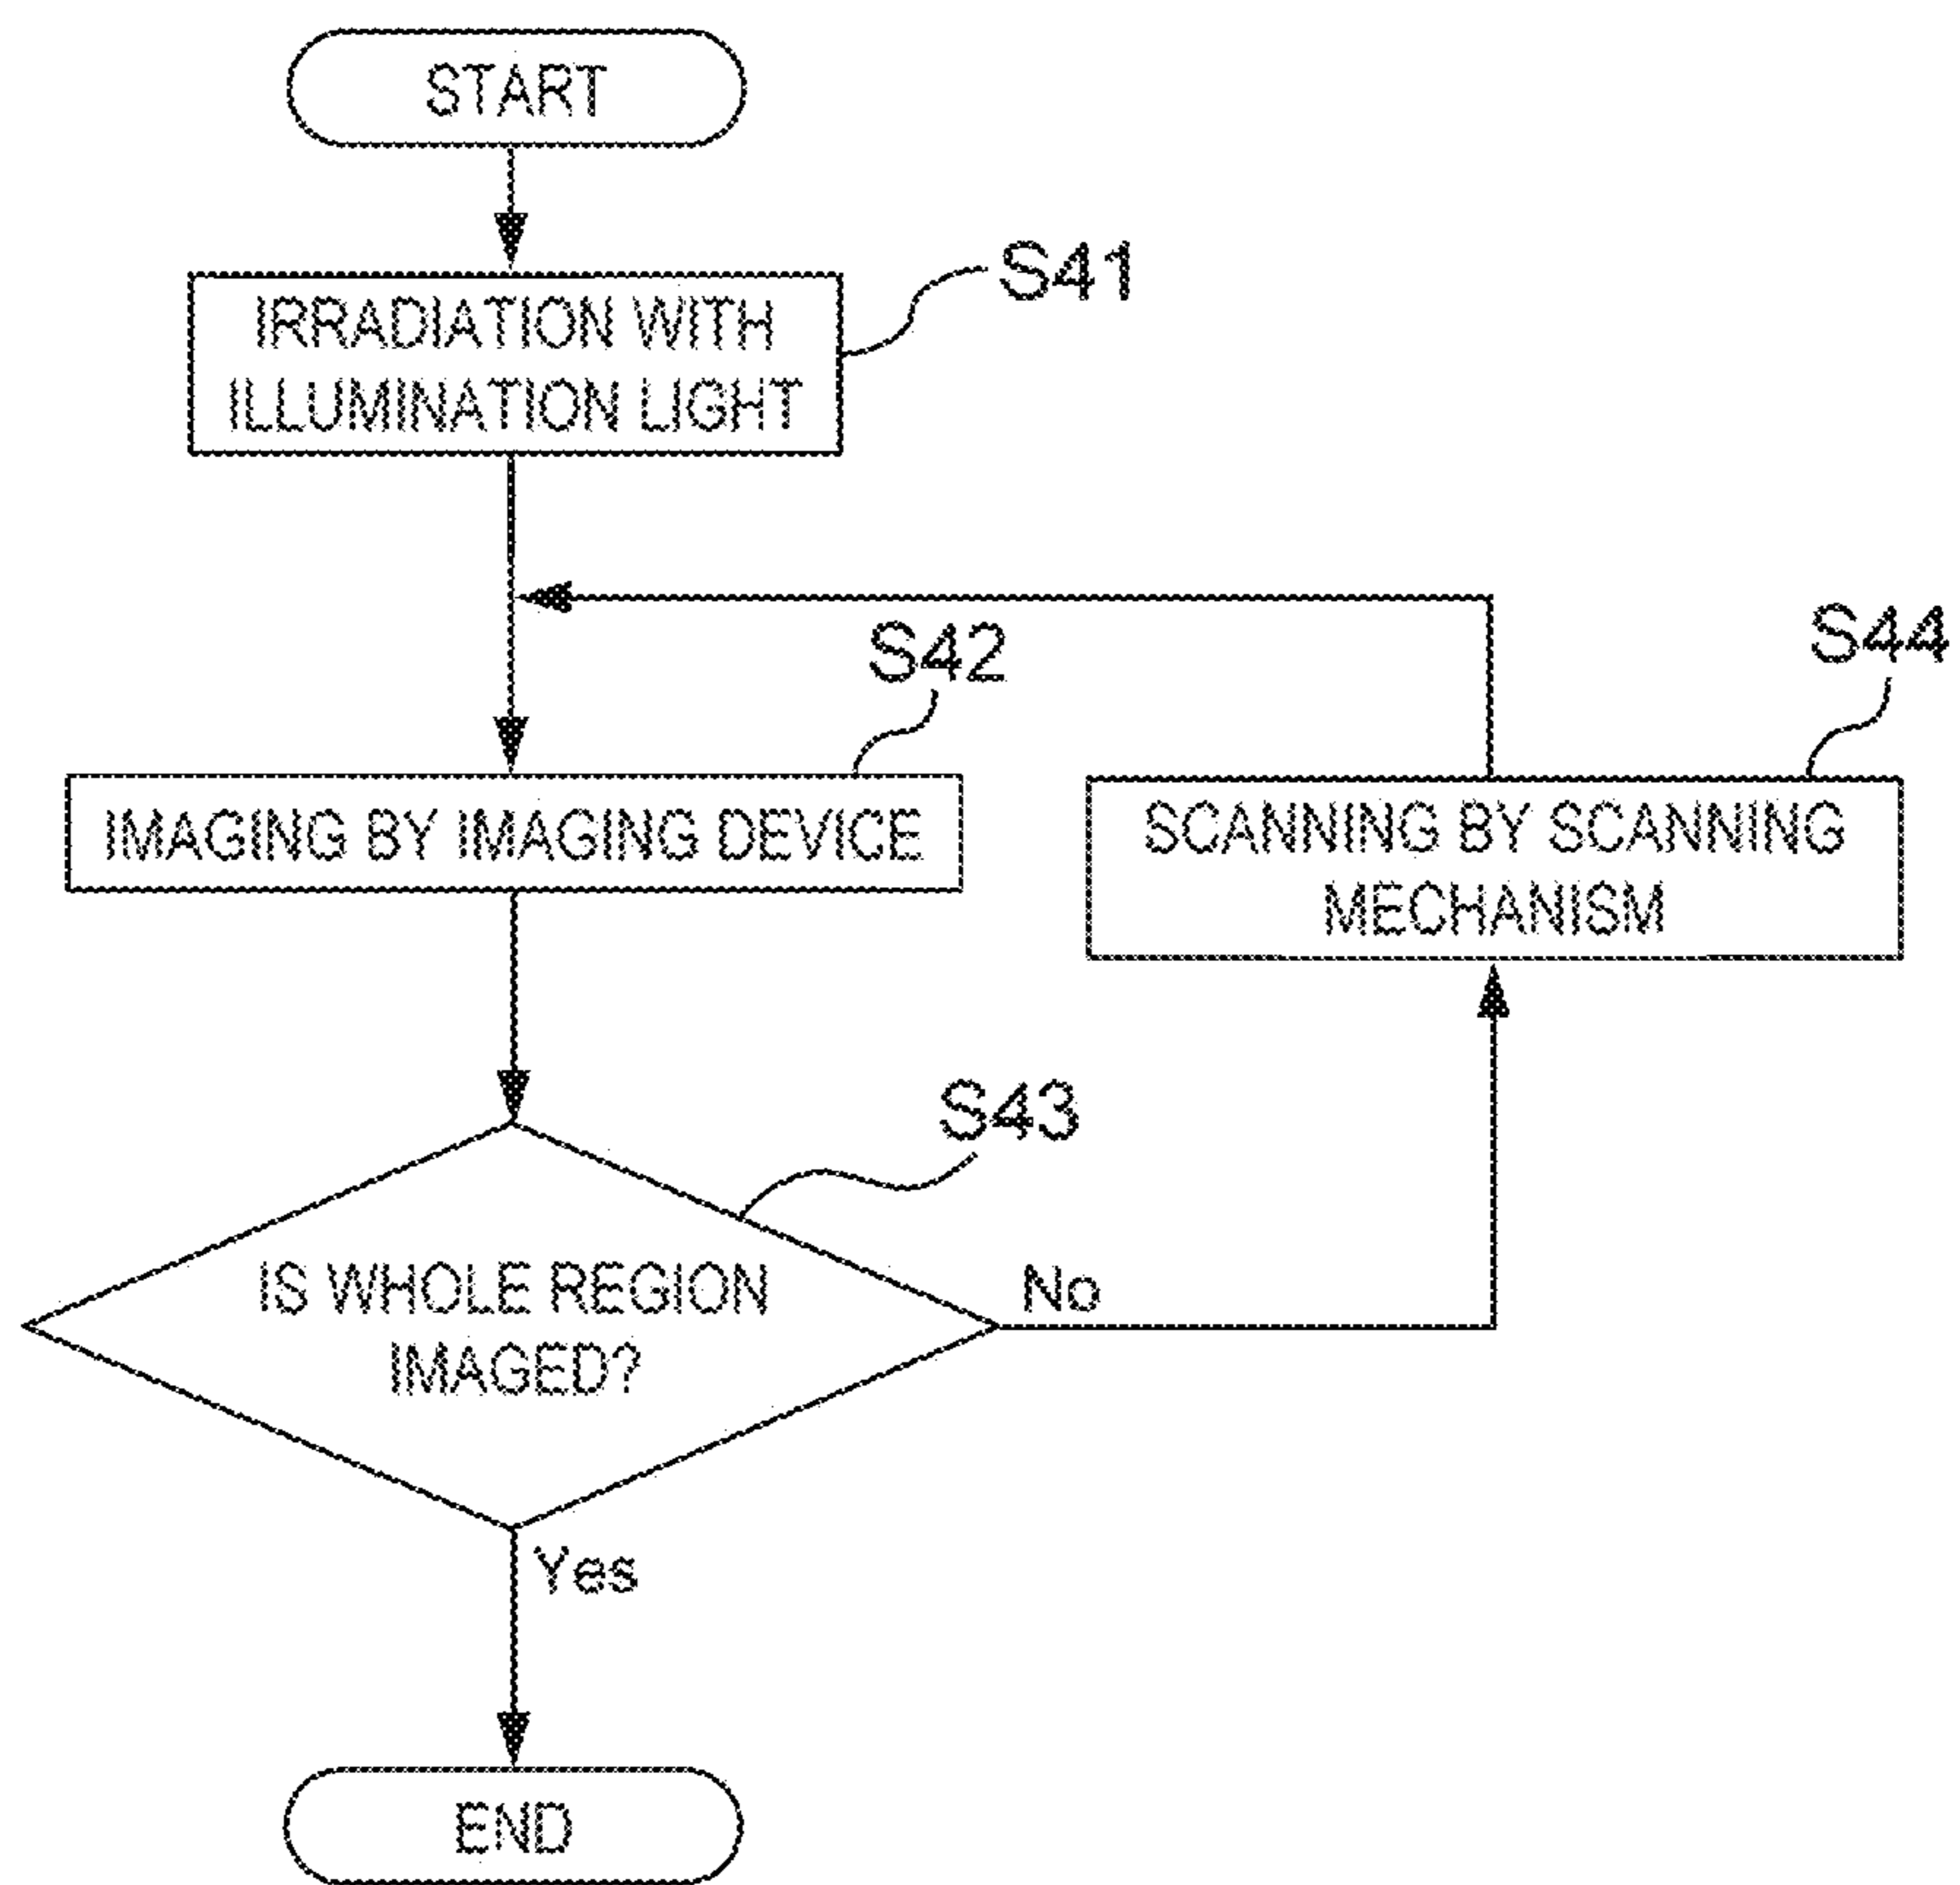 START
S41
IRRADIATION WITH
ILLUMINATION LIGHT
S42
S44
IMAGING BY IMAGING DEVICE
SCANNING BY SCANNING
MECHANISM
S43
IS WHOLE REGION
IMAGED?
No
Yes
END